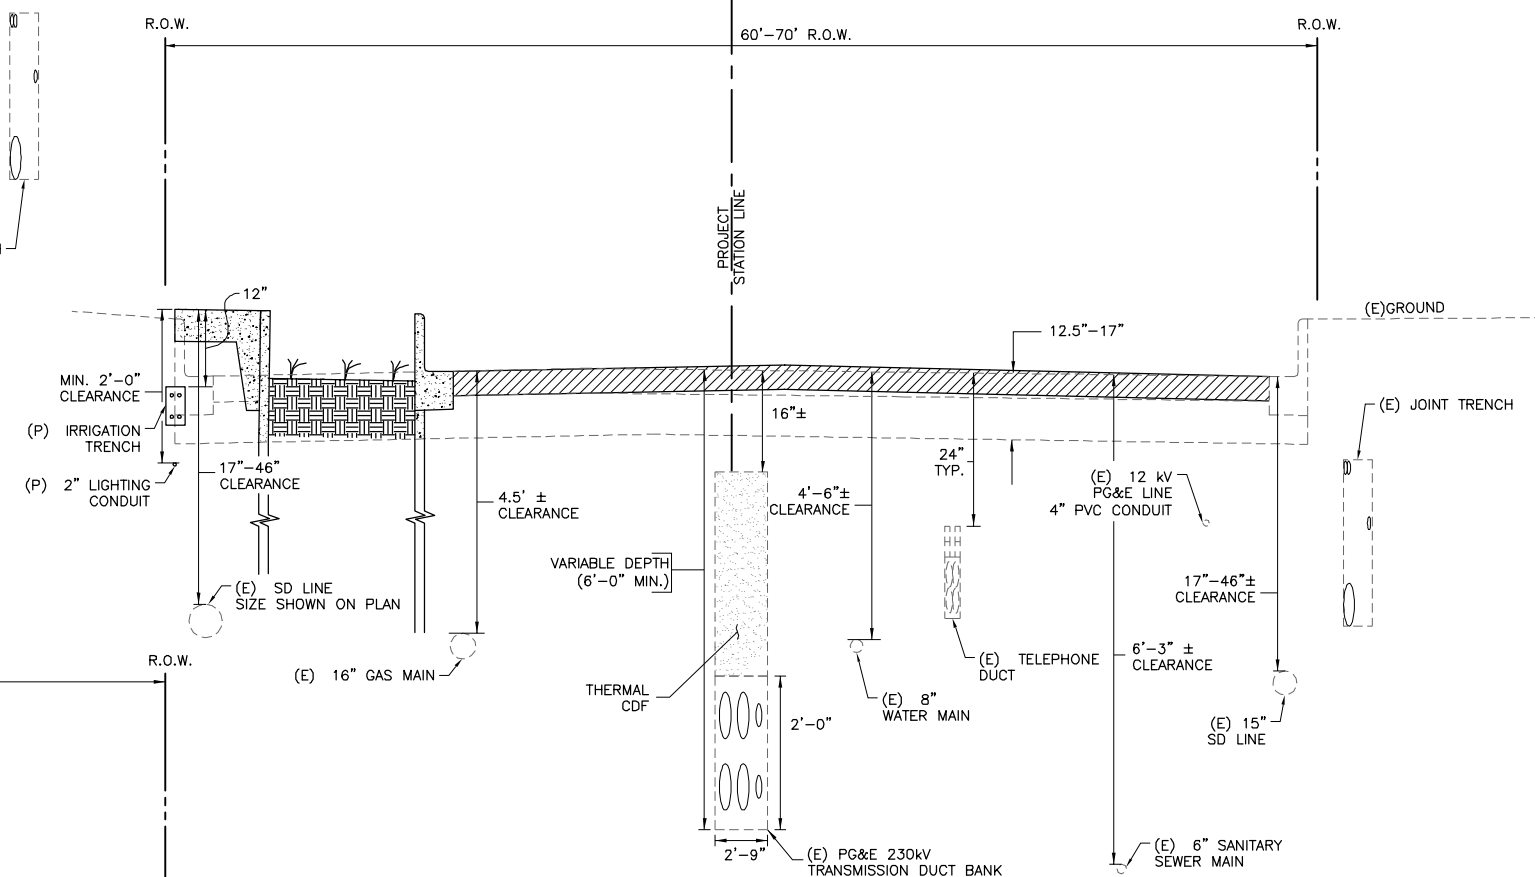 R.O.W.
R.O.W.
60'-70' R.O.W.
PROJECT
STATION LINE
12"
12.5"-17"
(E)GROUND
MIN. 2'-0"
CLEARANCE
(P) IRRIGATION
TRENCH
(P) 2" LIGHTING
CONDUIT
17"-46"
CLEARANCE
4.5' ±
CLEARANCE
16"±
4'-6"±
CLEARANCE
24"
TYP.
(E) 12 kV
PG&E LINE
4" PVC CONDUIT
(E) JOINT TRENCH
VARIABLE DEPTH
(6'-0" MIN.)
17"-46"±
CLEARANCE
(E) SD LINE
SIZE SHOWN ON PLAN
R.O.W.
(E) 16" GAS MAIN
THERMAL
CDF
(E) TELEPHONE
DUCT
6'-3" ±
CLEARANCE
(E) 8"
WATER MAIN
2'-0"
(E) 15"
SD LINE
2'-9"
(E) PG&E 230kV
TRANSMISSION DUCT BANK
(E) 6" SANITARY
SEWER MAIN